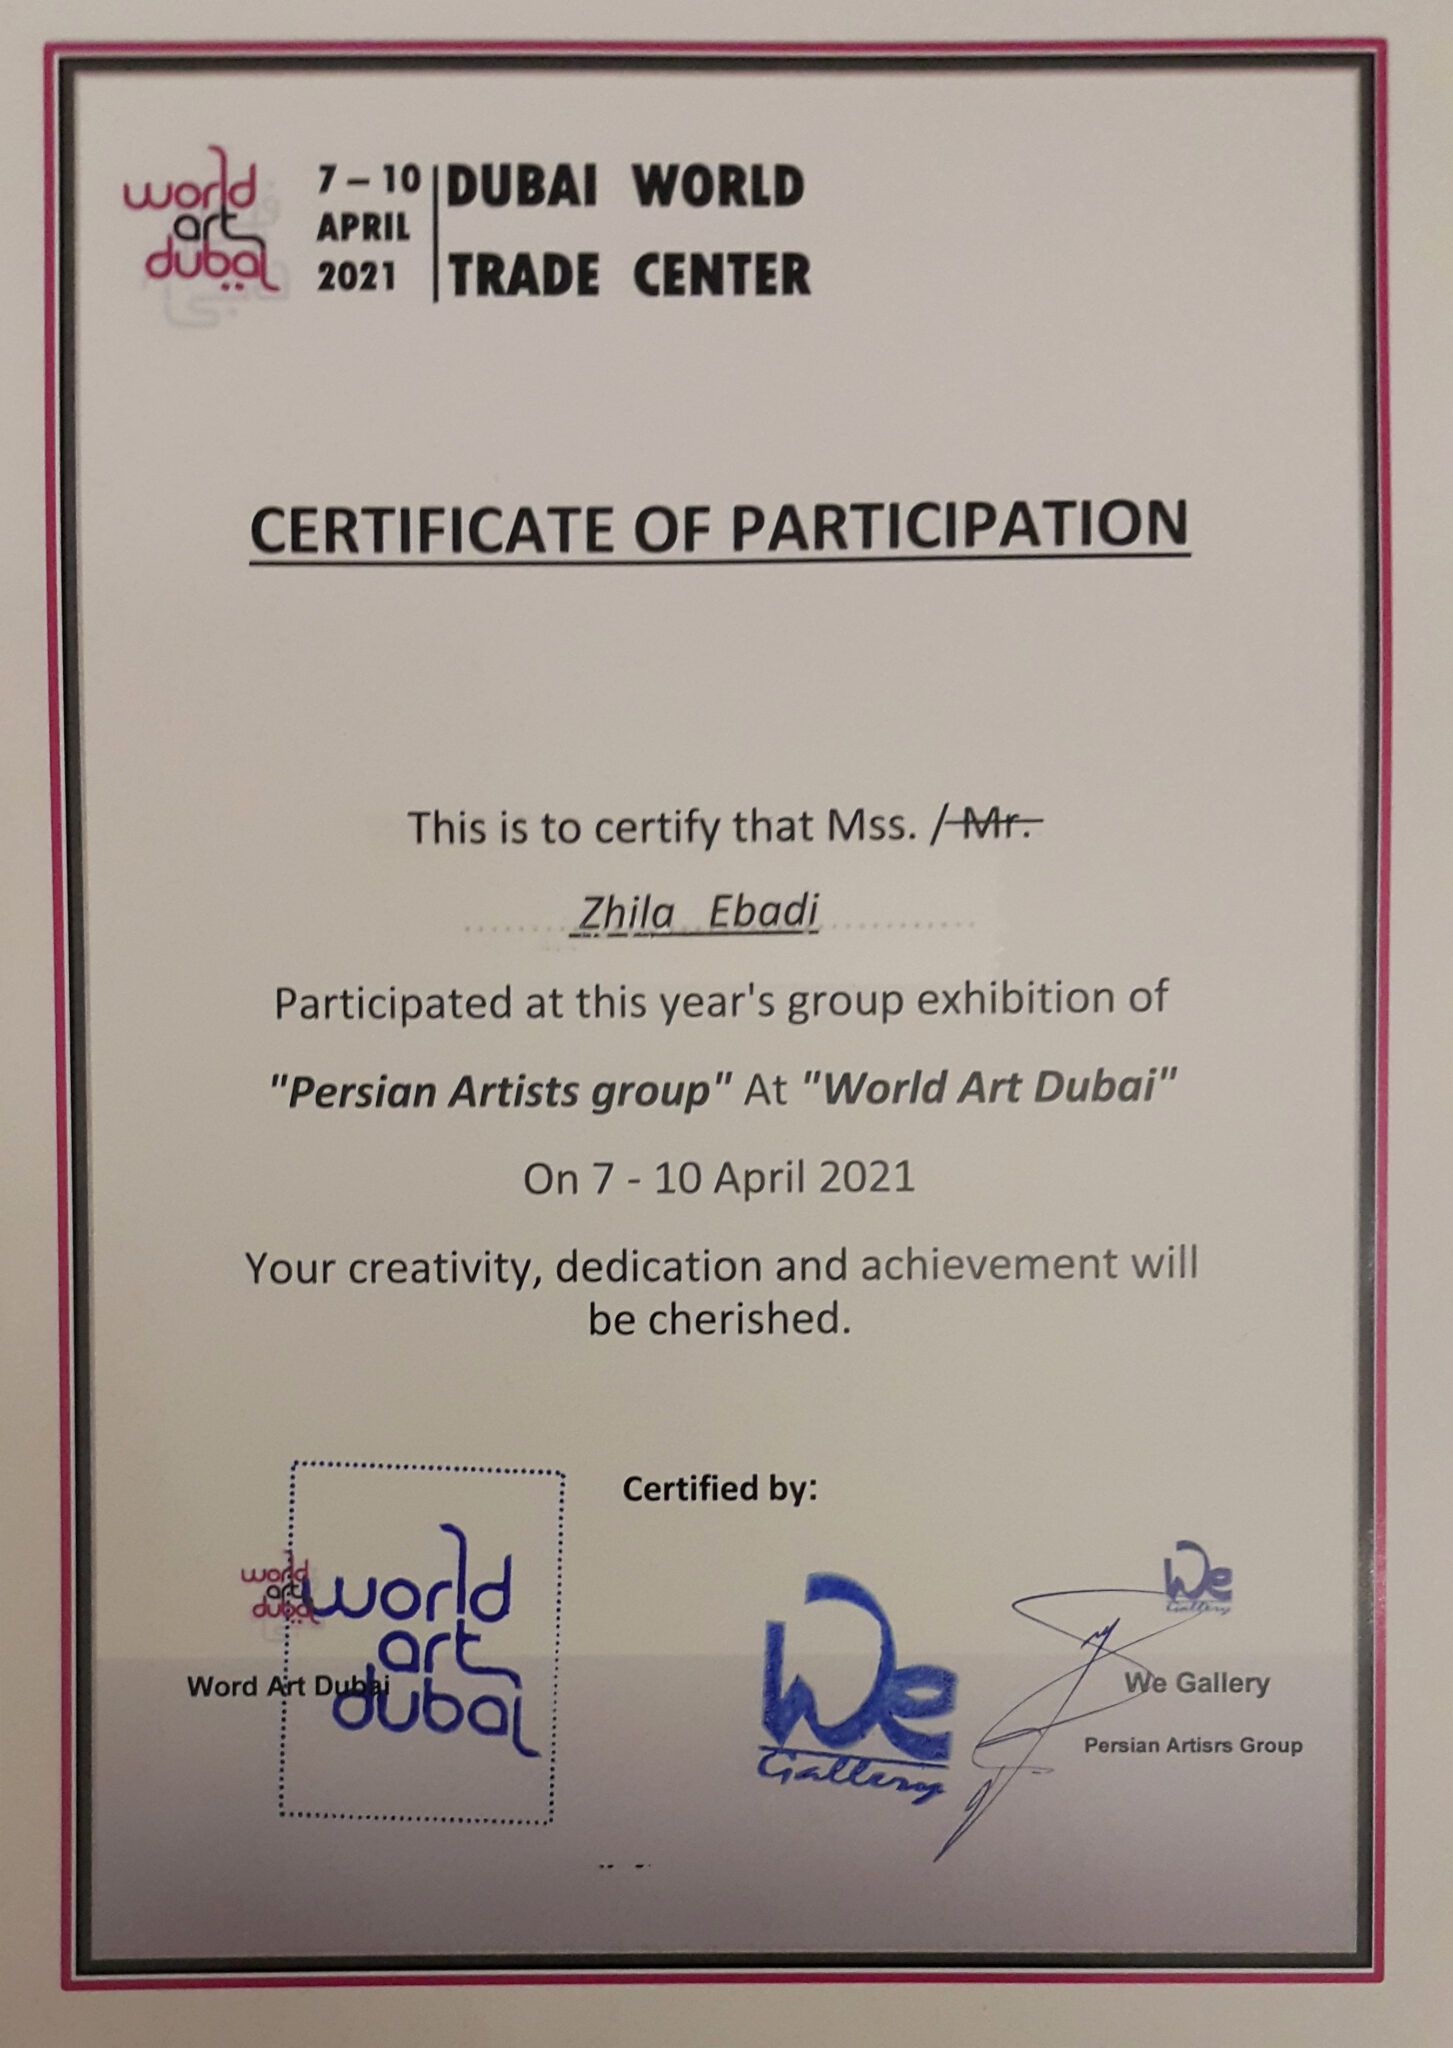 world
art
dubai
7 – 10
APRIL
2021
DUBAI WORLD
TRADE CENTER
CERTIFICATE OF PARTICIPATION
This is to certify that Mss. / Mr.
Zhila Ebadi
Participated at this year's group exhibition of
"Persian Artists group" At "World Art Dubai"
On 7 - 10 April 2021
Your creativity, dedication and achievement will
be cherished.
Certified by:
world
art
dubai
Word Art Dubai
world
art
dubai
We
Gallery
We
Gallery
We Gallery
Persian Artisrs Group